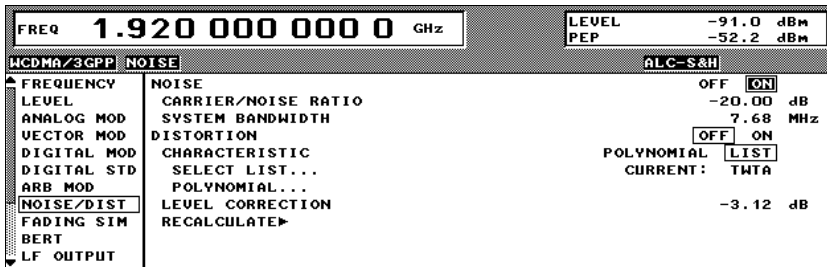 FREQ 1.920 000 000 0 GHz
LEVEL -91.0 dBm
PEP -52.2 dBm
WCDMA/3GPP NOISE ALC-S&H
FREQUENCY
LEVEL
ANALOG MOD
VECTOR MOD
DIGITAL MOD
DIGITAL STD
ARB MOD
NOISE/DIST
FADING SIM
BERT
LF OUTPUT
NOISE OFF ON
CARRIER/NOISE RATIO -20.00 dB
SYSTEM BANDWIDTH 7.68 MHz
DISTORTION OFF ON
CHARACTERISTIC POLYNOMIAL LIST
SELECT LIST... CURRENT: TWTA
POLYNOMIAL...
LEVEL CORRECTION -3.12 dB
RECALCULATE▶